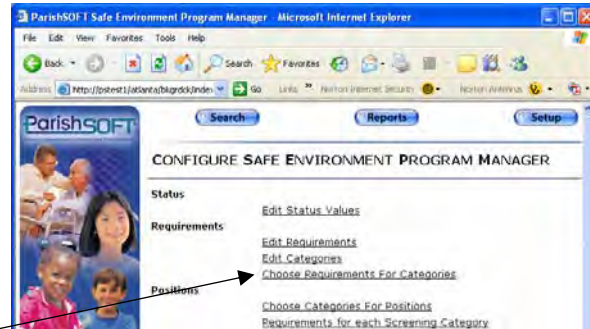 ParishSOFT Safe Environment Program Manager - Microsoft Internet Explorer
File Edit View Favorites Tools Help
Back Search Favorites
Address http://pstest1/atlanta/bkgrdck/index Go Links » Norton Internet Security Norton AntiVirus
ParishSOFT
Search Reports Setup
CONFIGURE SAFE ENVIRONMENT PROGRAM MANAGER
Status
Edit Status Values
Requirements
Edit Requirements
Edit Categories
Choose Requirements For Categories
Positions
Choose Categories For Positions
Requirements for each Screening Category